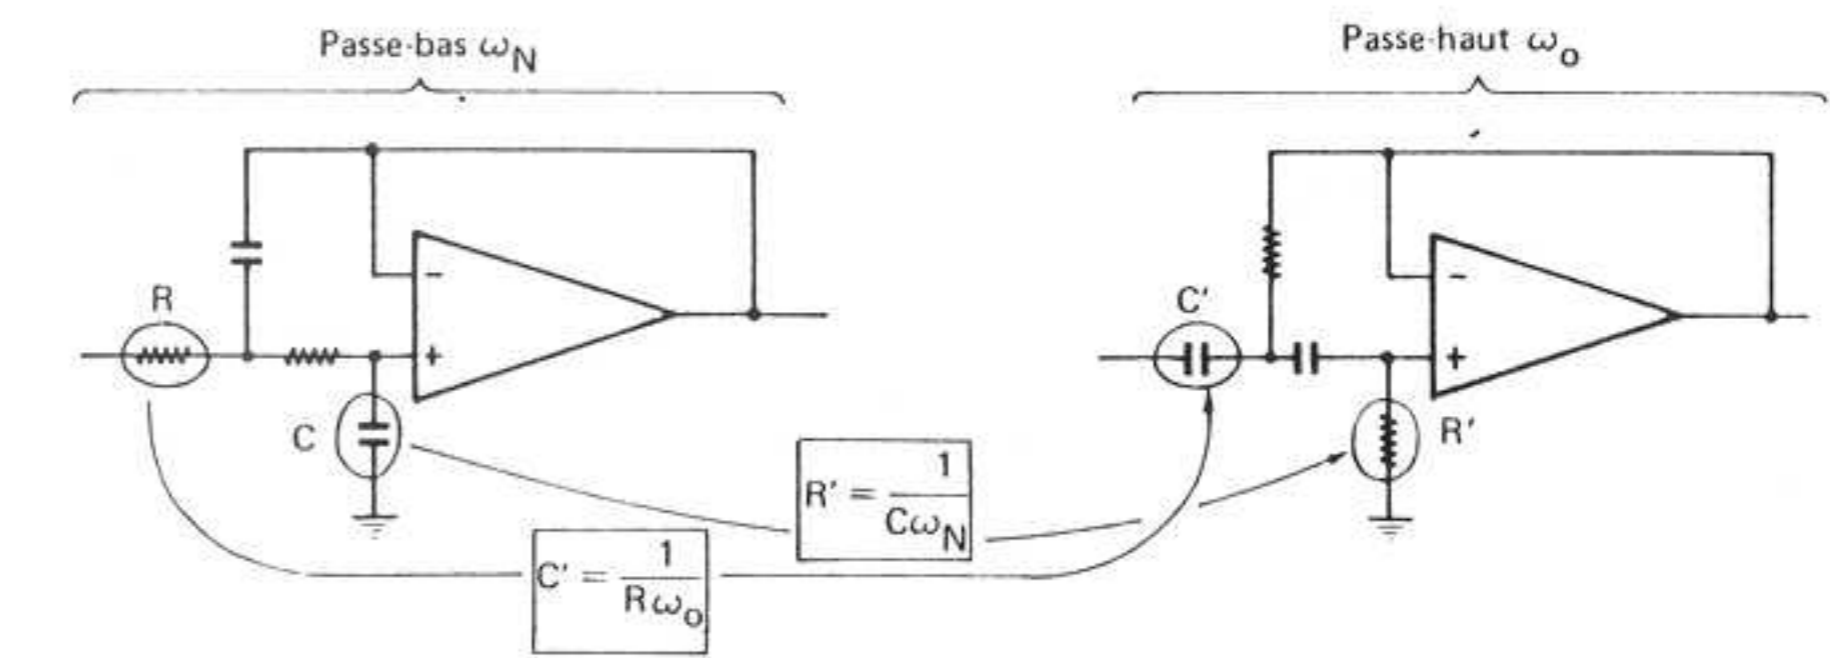 Passe-bas ωN
Passe-haut ωo
R
C
-
+
C'
R'
-
+
R' = 1/CωN
C' = 1/Rωo